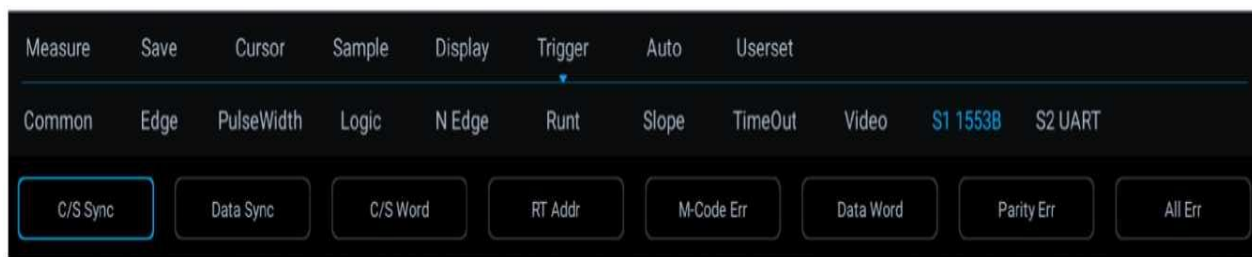 Measure Save Cursor Sample Display Trigger Auto Userset
Common Edge PulseWidth Logic N Edge Runt Slope TimeOut Video S1 1553B S2 UART
C/S Sync Data Sync C/S Word RT Addr M-Code Err Data Word Parity Err All Err